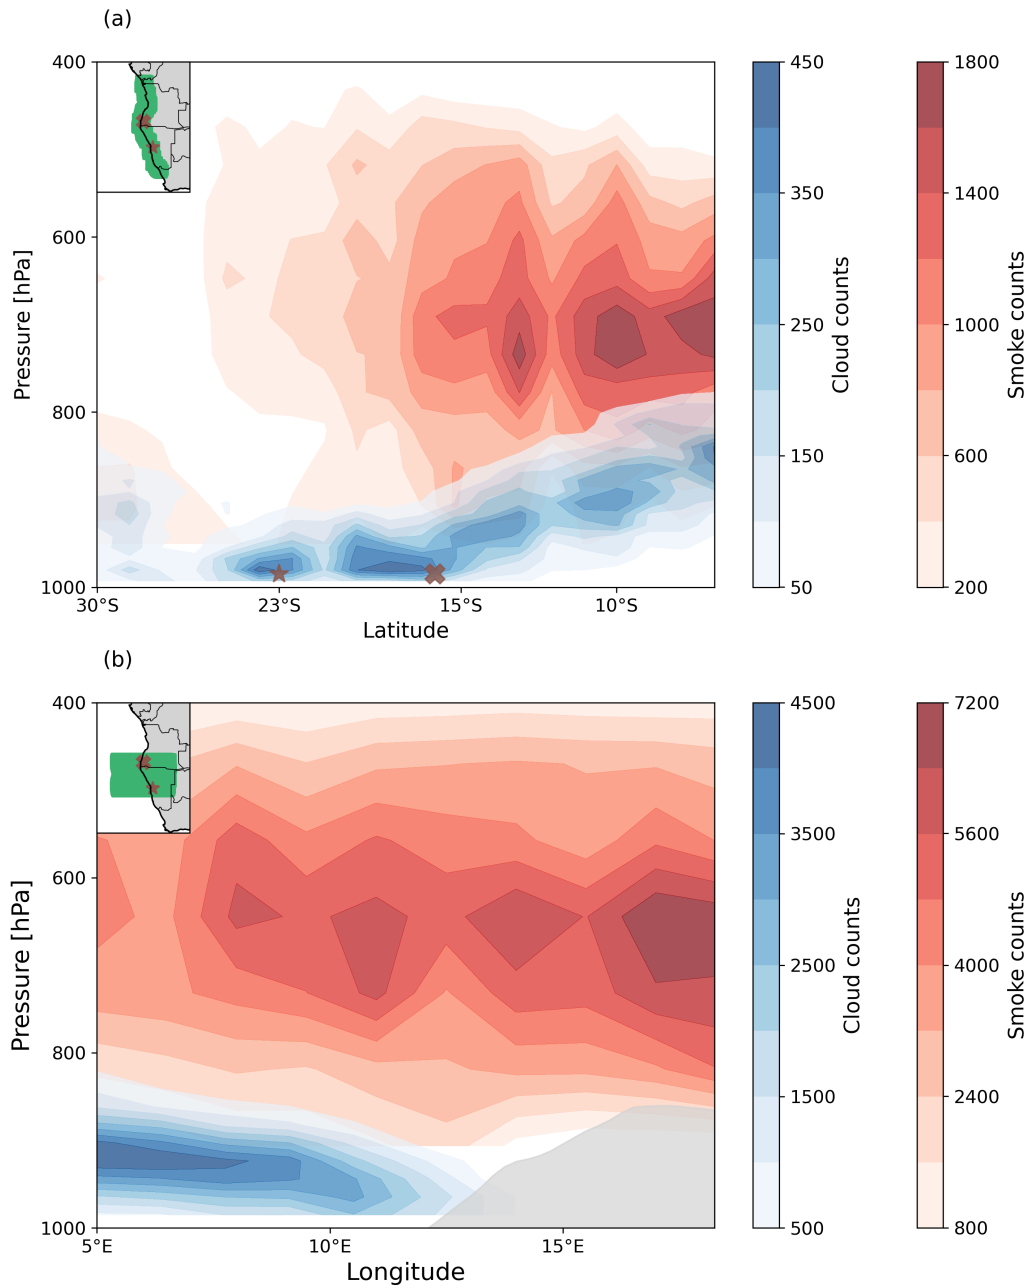 (a)
400
600
800
1000
Pressure [hPa]
30°S
23°S
15°S
10°S
Latitude
450
350
250
150
50
Cloud counts
1800
1400
1000
600
200
Smoke counts
(b)
400
600
800
1000
Pressure [hPa]
5°E
10°E
15°E
Longitude
4500
3500
2500
1500
500
Cloud counts
7200
5600
4000
2400
800
Smoke counts